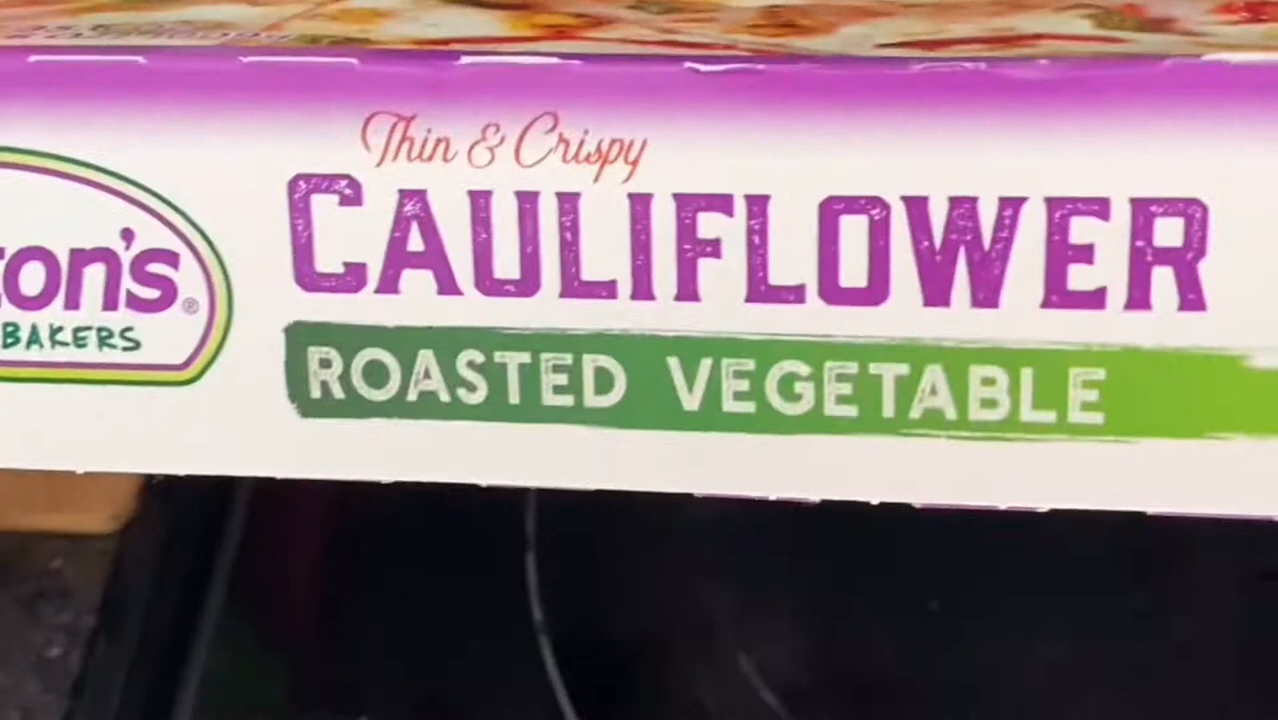 Thin & Crispy
CAULIFLOWER
ton's®
BAKERS
ROASTED VEGETABLE